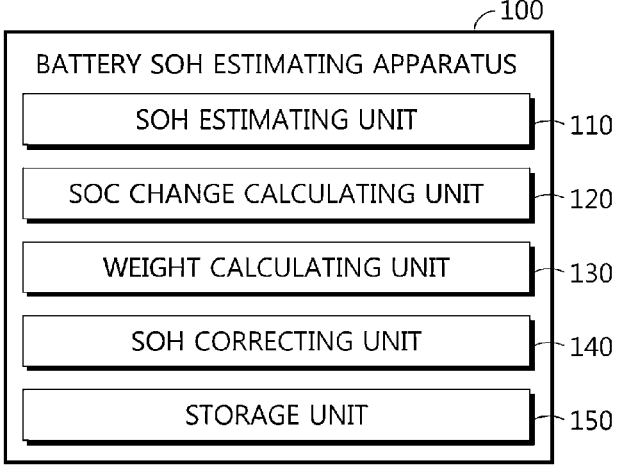 100
BATTERY SOH ESTIMATING APPARATUS
SOH ESTIMATING UNIT
110
SOC CHANGE CALCULATING UNIT
120
WEIGHT CALCULATING UNIT
130
SOH CORRECTING UNIT
140
STORAGE UNIT
150